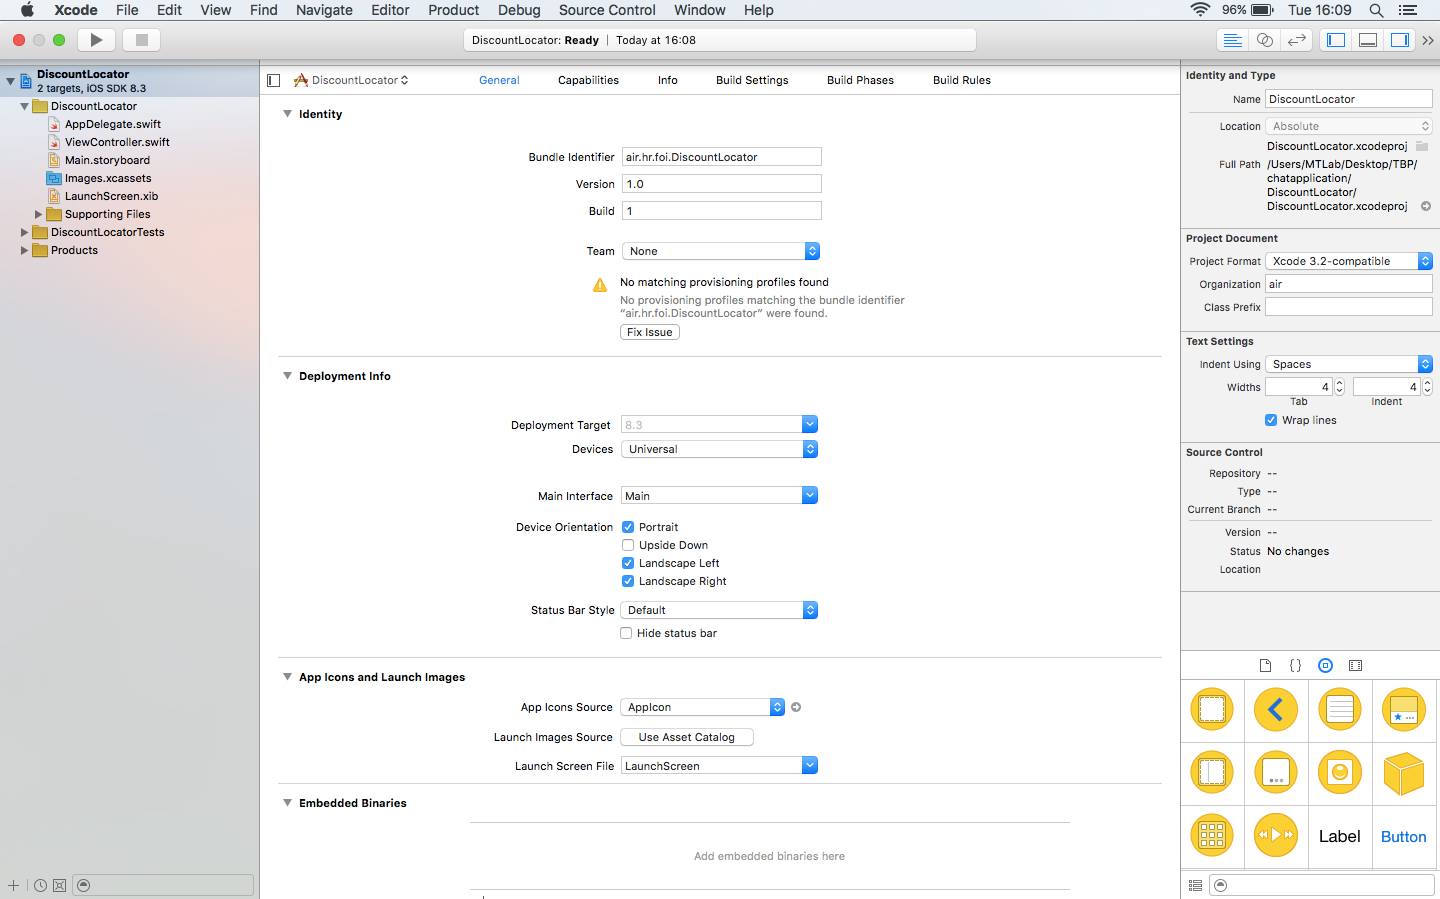 Xcode File Edit View Find Navigate Editor Product Debug Source Control Window Help 96% Tue 16:09
DiscountLocator: Ready | Today at 16:08
DiscountLocator
2 targets, iOS SDK 8.3
DiscountLocator
AppDelegate.swift
ViewController.swift
Main.storyboard
Images.xcassets
LaunchScreen.xib
Supporting Files
DiscountLocatorTests
Products
DiscountLocator General Capabilities Info Build Settings Build Phases Build Rules
Identity
Bundle Identifier air.hr.foi.DiscountLocator
Version 1.0
Build 1
Team None
No matching provisioning profiles found
No provisioning profiles matching the bundle identifier
“air.hr.foi.DiscountLocator” were found.
Fix Issue
Deployment Info
Deployment Target 8.3
Devices Universal
Main Interface Main
Device Orientation Portrait
Upside Down
Landscape Left
Landscape Right
Status Bar Style Default
Hide status bar
App Icons and Launch Images
App Icons Source AppIcon
Launch Images Source Use Asset Catalog
Launch Screen File LaunchScreen
Embedded Binaries
Add embedded binaries here
Identity and Type
Name DiscountLocator
Location Absolute
DiscountLocator.xcodeproj
Full Path /Users/MTLab/Desktop/TBP/
chatapplication/
DiscountLocator/
DiscountLocator.xcodeproj
Project Document
Project Format Xcode 3.2-compatible
Organization air
Class Prefix
Text Settings
Indent Using Spaces
Widths 4 4
Tab Indent
Wrap lines
Source Control
Repository --
Type --
Current Branch --
Version --
Status No changes
Location
{}
Label Button